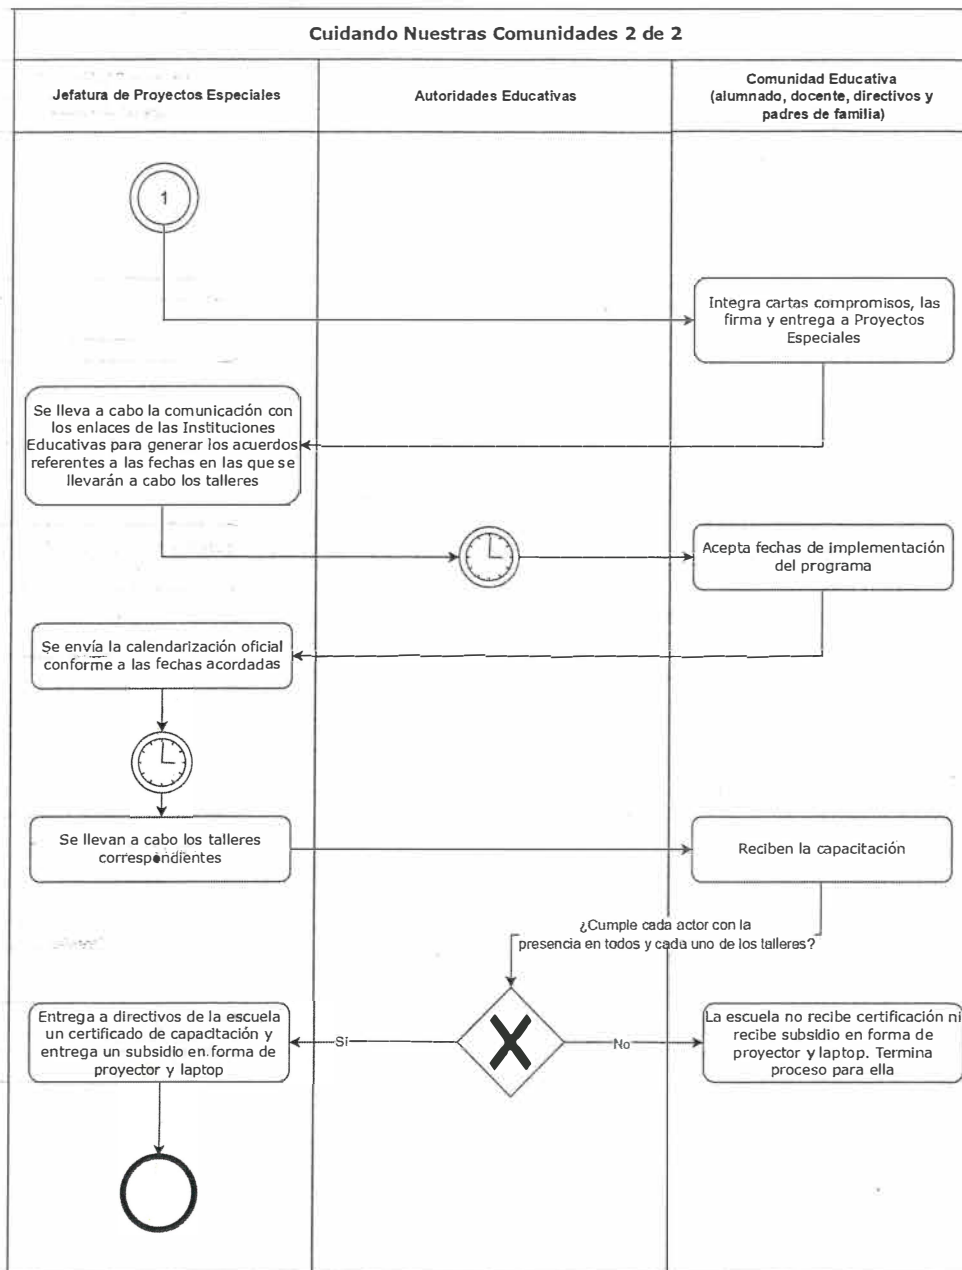 Cuidando Nuestras Comunidades 2 de 2
Jefatura de Proyectos Especiales
Autoridades Educativas
Comunidad Educativa
(alumnado, docente, directivos y
padres de familia)
1
Integra cartas compromisos, las
firma y entrega a Proyectos
Especiales
Se lleva a cabo la comunicación con
los enlaces de las Instituciones
Educativas para generar los acuerdos
referentes a las fechas en las que se
llevarán a cabo los talleres
Acepta fechas de implementación
del programa
Se envía la calendarización oficial
conforme a las fechas acordadas
Se llevan a cabo los talleres
correspondientes
Reciben la capacitación
¿Cumple cada actor con la
presencia en todos y cada uno de los talleres?
Entrega a directivos de la escuela
un certificado de capacitación y
entrega un subsidio en forma de
proyector y laptop
Sí
No
La escuela no recibe certificación ni
recibe subsidio en forma de
proyector y laptop. Termina
proceso para ella